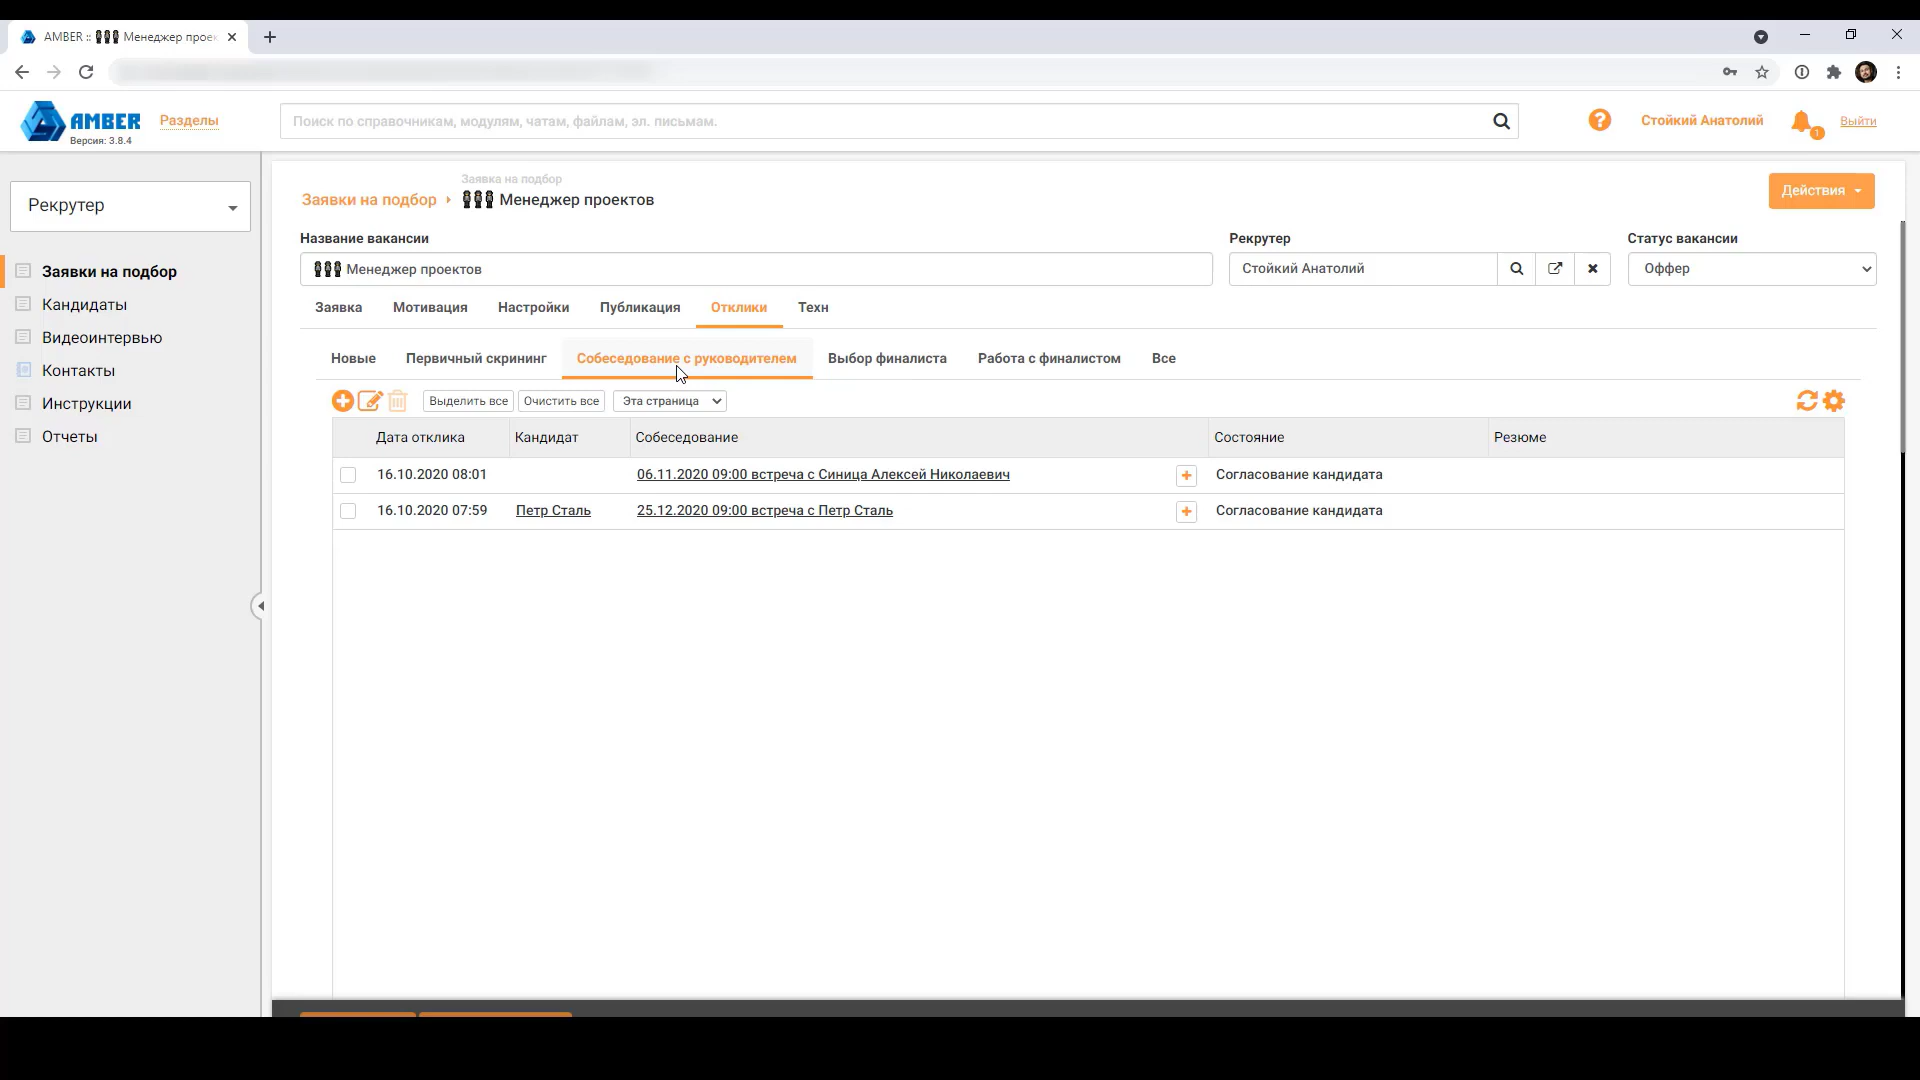 AMBER :: Менеджер проек
AMBER
Версия: 3.8.4
Разделы
Поиск по справочникам, модулям, чатам, файлам, эл. письмам.
Стойкий Анатолий
1
Выйти
Рекрутер
Заявки на подбор
Кандидаты
Видеоинтервью
Контакты
Инструкции
Отчеты
Заявка на подбор
Заявки на подбор Менеджер проектов
Действия
Название вакансии Рекрутер Статус вакансии
Менеджер проектов Стойкий Анатолий Оффер
Заявка Мотивация Настройки Публикация Отклики Техн
Новые Первичный скрининг Собеседование с руководителем Выбор финалиста Работа с финалистом Все
Выделить все Очистить все Эта страница
Дата отклика Кандидат Собеседование Состояние Резюме
16.10.2020 08:01 06.11.2020 09:00 встреча с Синица Алексей Николаевич + Согласование кандидата
16.10.2020 07:59 Петр Сталь 25.12.2020 09:00 встреча с Петр Сталь + Согласование кандидата